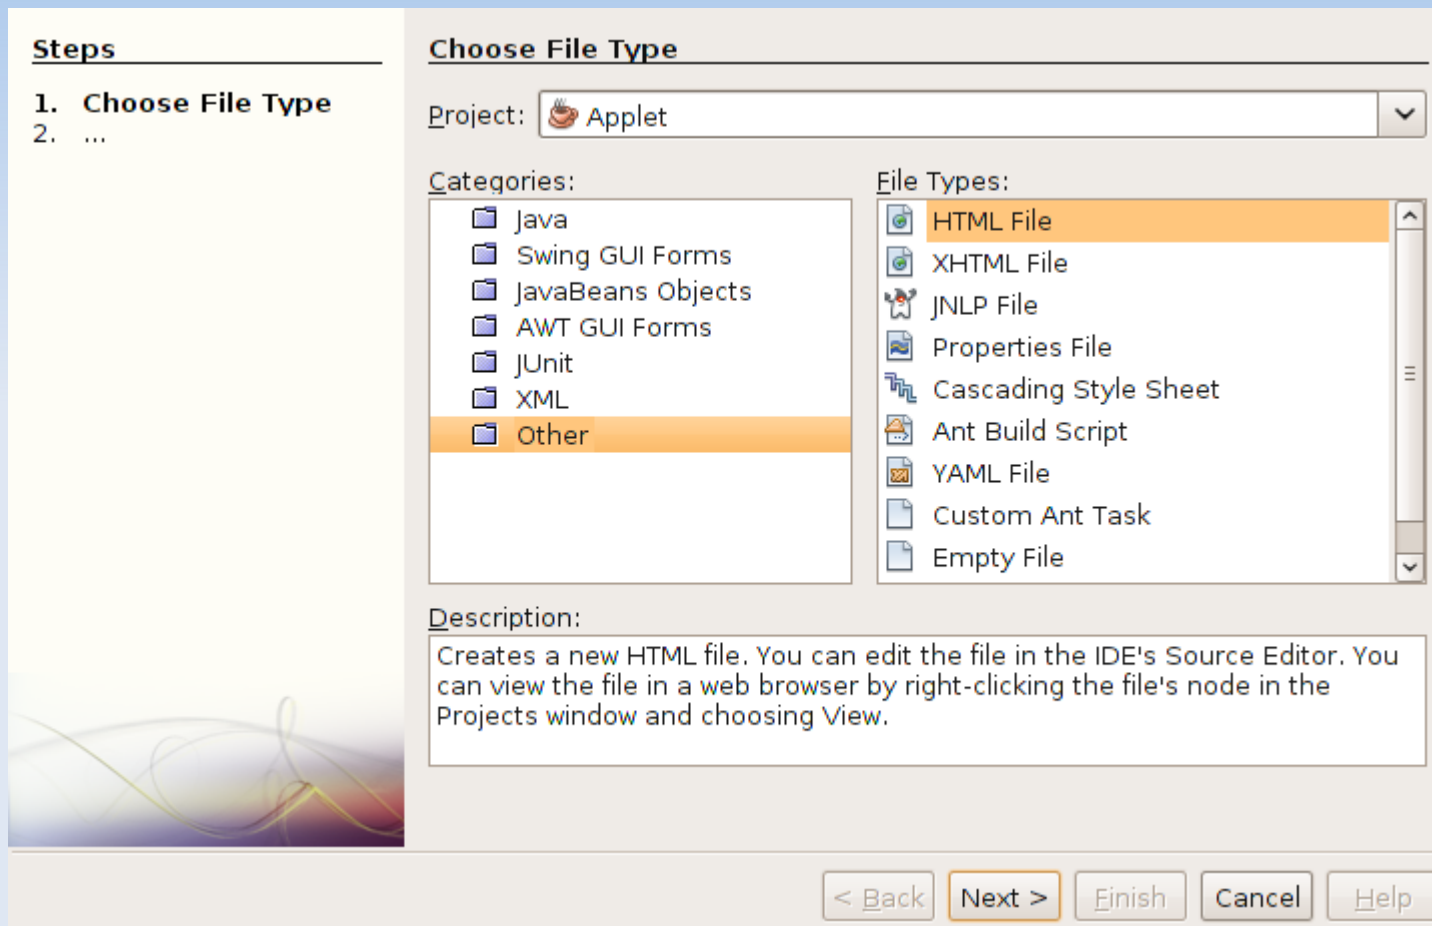 Steps
1. Choose File Type
2. ...
Choose File Type
Project: Applet
Categories:
Java
Swing GUI Forms
JavaBeans Objects
AWT GUI Forms
JUnit
XML
Other
File Types:
HTML File
XHTML File
JNLP File
Properties File
Cascading Style Sheet
Ant Build Script
YAML File
Custom Ant Task
Empty File
Description:
Creates a new HTML file. You can edit the file in the IDE's Source Editor. You
can view the file in a web browser by right-clicking the file's node in the
Projects window and choosing View.
< Back
Next >
Finish
Cancel
Help